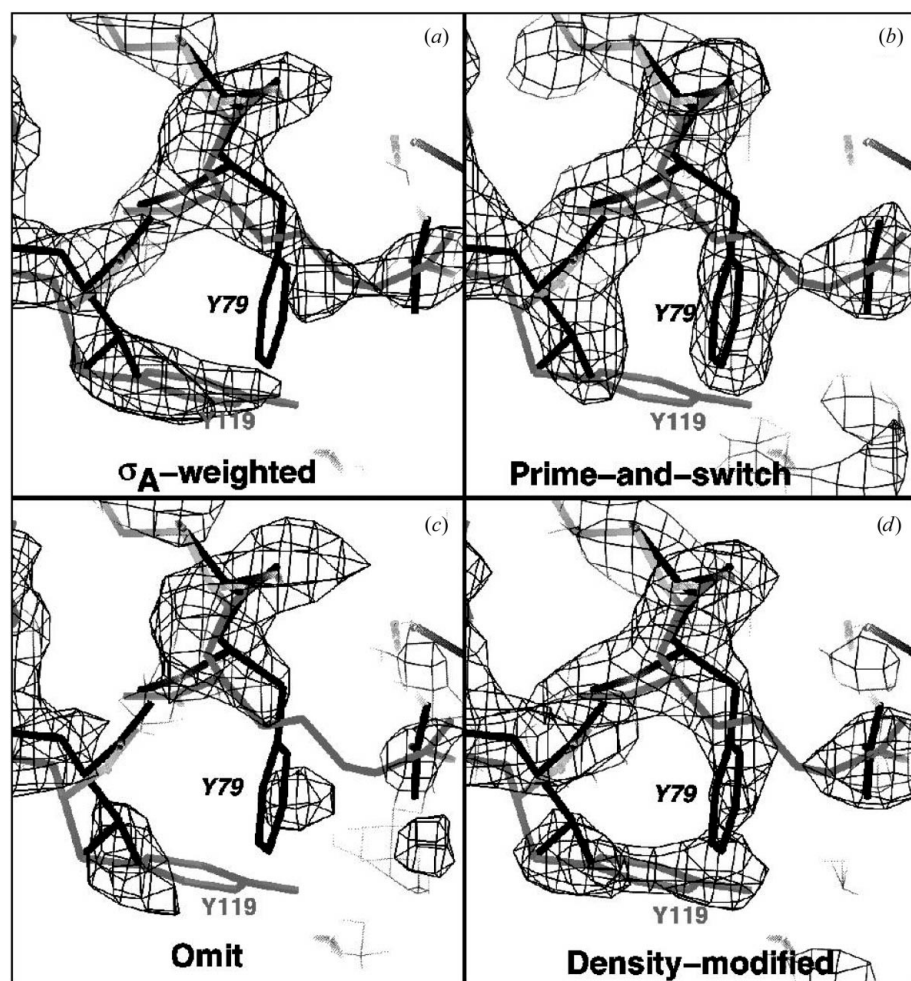 (a)
Y79
Y119
σA–weighted
(b)
Y79
Y119
Prime–and–switch
(c)
Y79
Y119
Omit
(d)
Y79
Y119
Density–modified